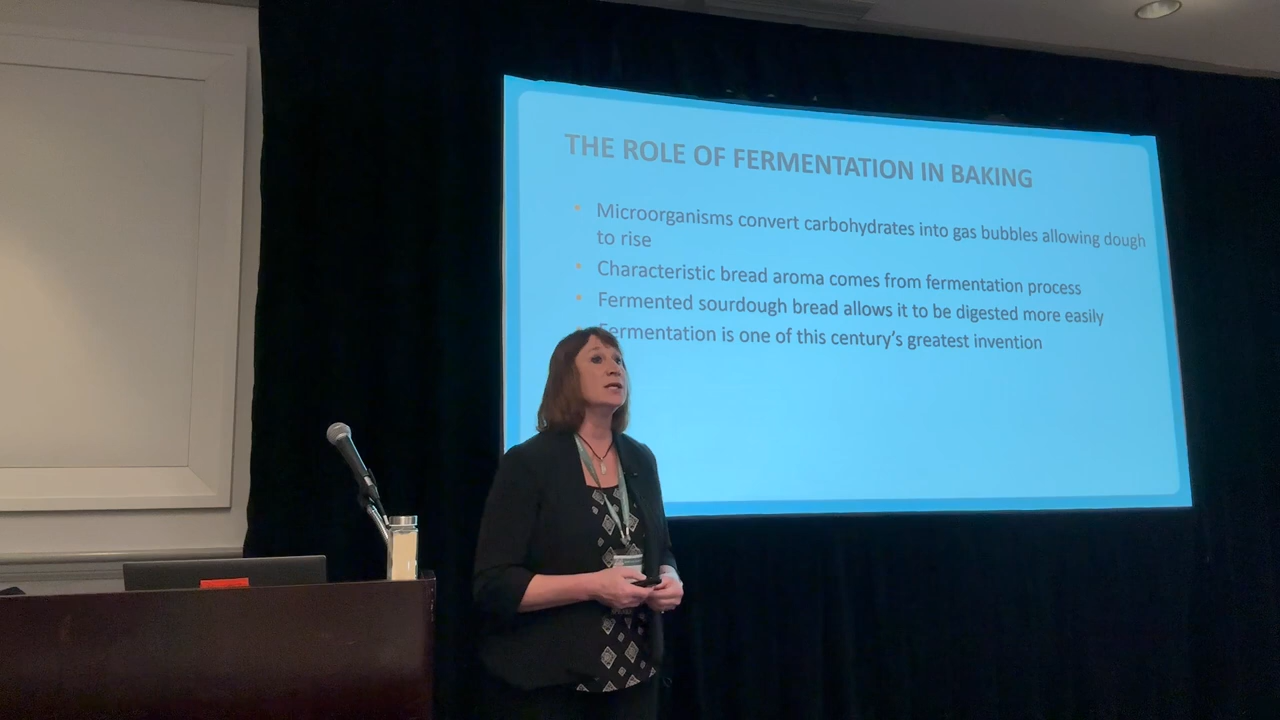 THE ROLE OF FERMENTATION IN BAKING
Microorganisms convert carbohydrates into gas bubbles allowing dough
to rise
Characteristic bread aroma comes from fermentation process
Fermented sourdough bread allows it to be digested more easily
Fermentation is one of this century's greatest invention